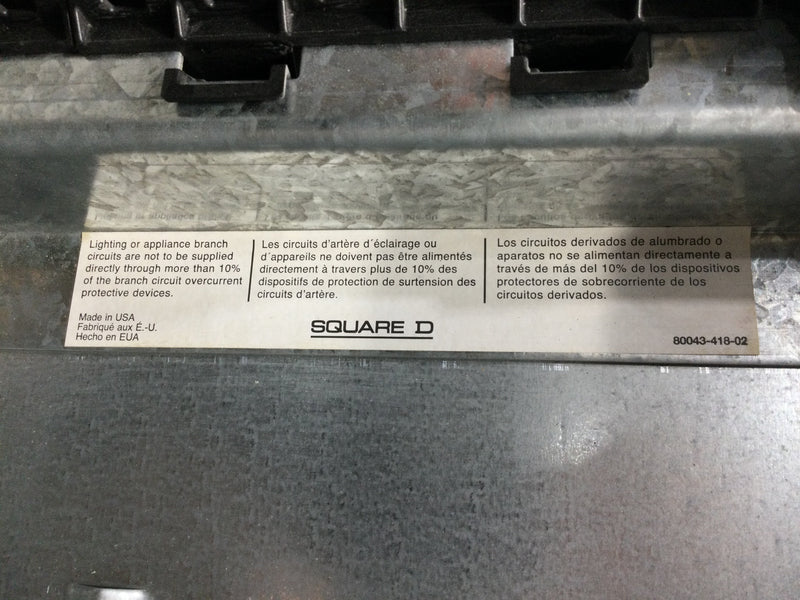 Lighting or appliance branch
circuits are not to be supplied
directly through more than 10%
of the branch circuit overcurrent
protective devices.
Les circuits d'artère d´éclairage ou
d´appareils ne doivent pas être alimentés
directement à travers plus de 10% des
dispositifs de protection de surtension des
circuits d'artère.
Los circuitos derivados de alumbrado o
aparatos no se alimentan directamente a
través de más del 10% de los dispositivos
protectores de sobrecorriente de los
circuitos derivados.
Made in USA
Fabriqué aux É.-U.
Hecho en EUA
SQUARE D
80043-418-02